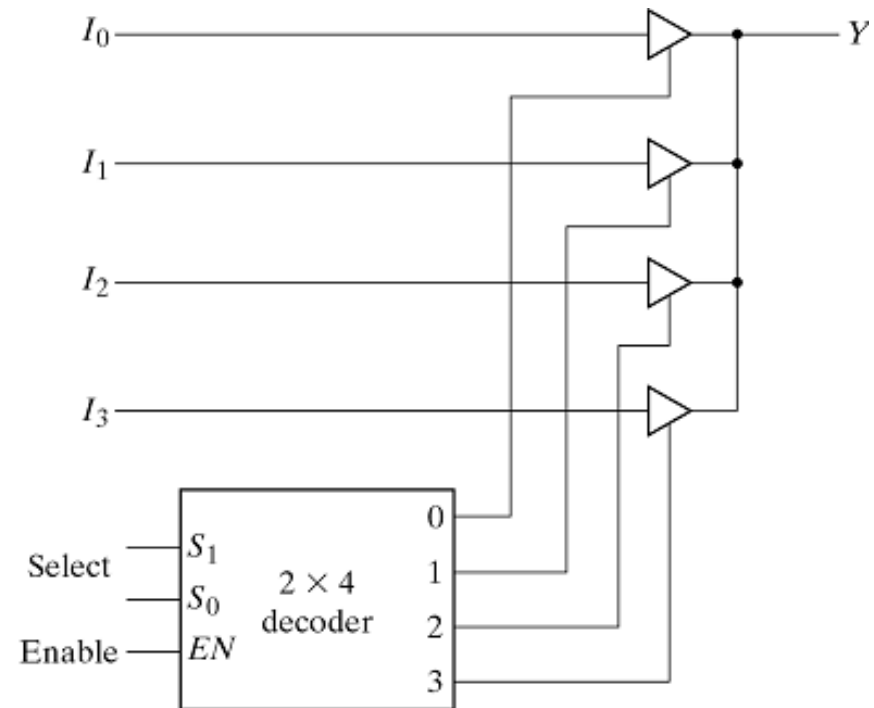 I0
Y
I1
I2
I3
0
Select
S1
1
2 × 4
S0
decoder
2
Enable
EN
3